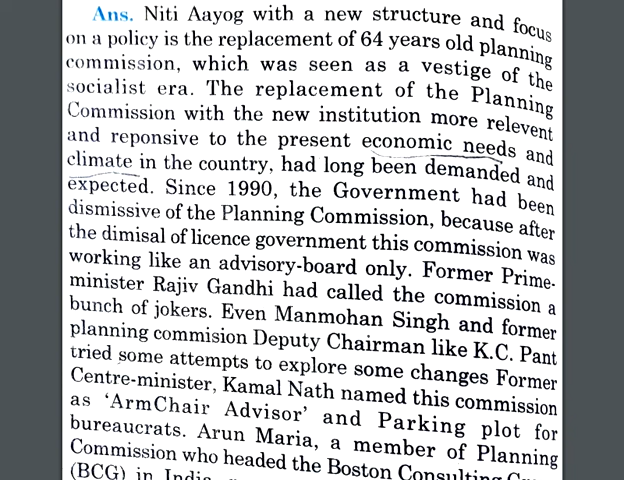 Ans. Niti Aayog with a new structure and focus
on a policy is the replacement of 64 years old planning
commission, which was seen as a vestige of the
socialist era. The replacement of the Planning
Commission with the new institution more relevent
and reponsive to the present economic needs and
climate in the country, had long been demanded and
expected. Since 1990, the Government had been
dismissive of the Planning Commission, because after
the dimisal of licence government this commission was
working like an advisory-board only. Former Prime-
minister Rajiv Gandhi had called the commission a
bunch of jokers. Even Manmohan Singh and former
planning commision Deputy Chairman like K.C. Pant
tried some attempts to explore some changes Former
Centre-minister, Kamal Nath named this commission
as ‘ArmChair Advisor’ and Parking plot for
bureaucrats. Arun Maria, a member of Planning
Commission who headed the Boston Consulting
(BCG) in India